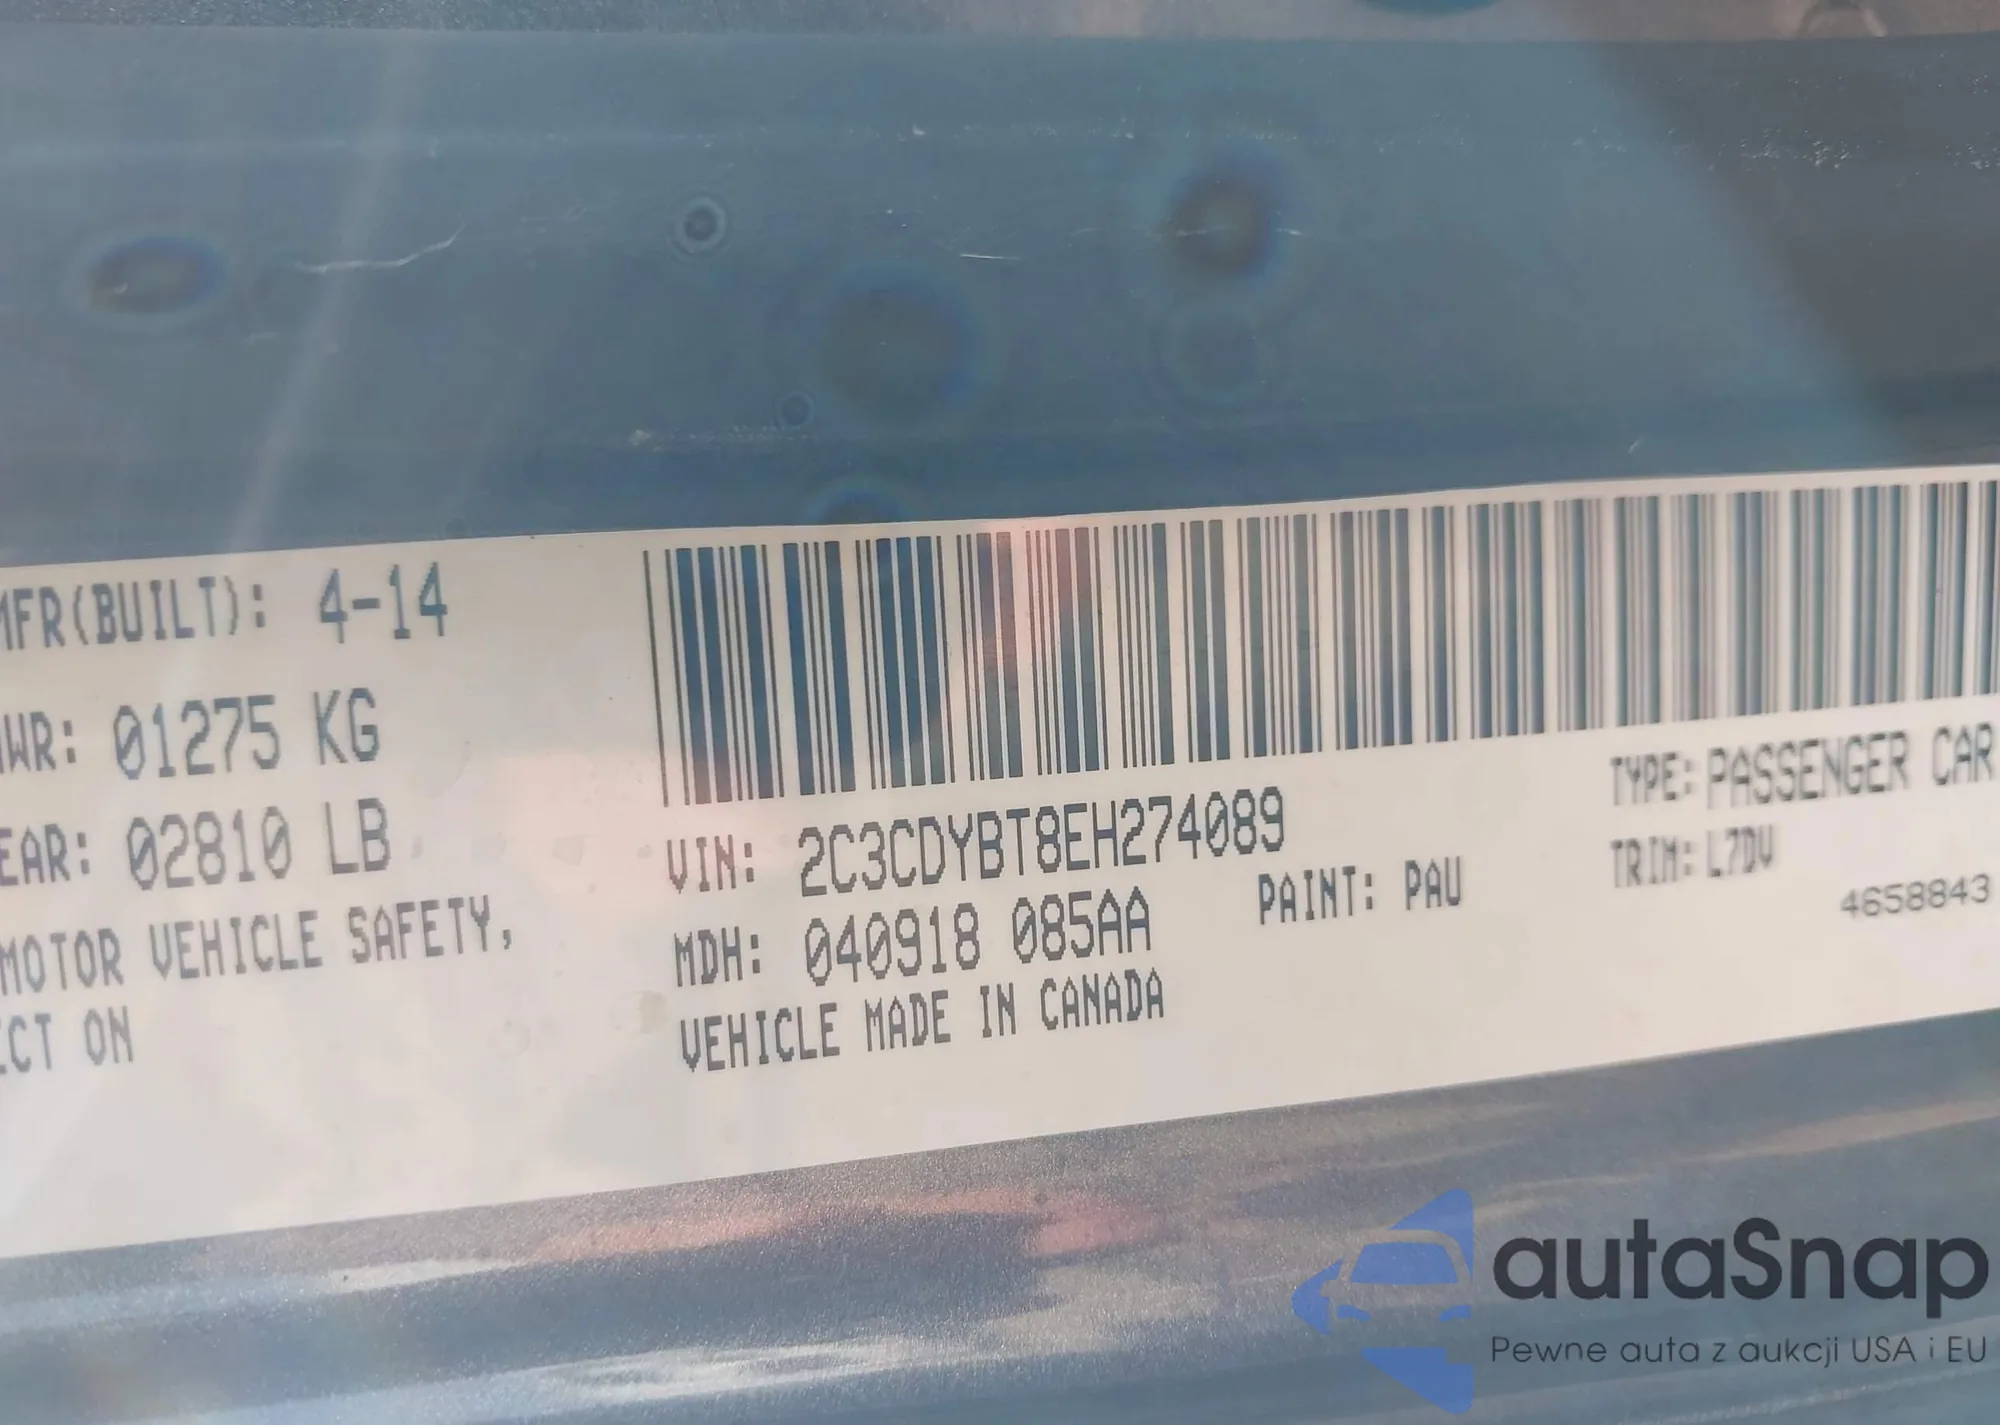 MFR(BUILT): 4-14
WR: 01275 KG
EAR: 02810 LB
MOTOR VEHICLE SAFETY,
ECT ON
VIN: 2C3CDYBT8EH274089
MDH: 040918 085AA
PAINT: PAU
VEHICLE MADE IN CANADA
TYPE: PASSENGER CAR
TRIM: L7DV
4658843
autaSnap
Pewne auta z aukcji USA i EU